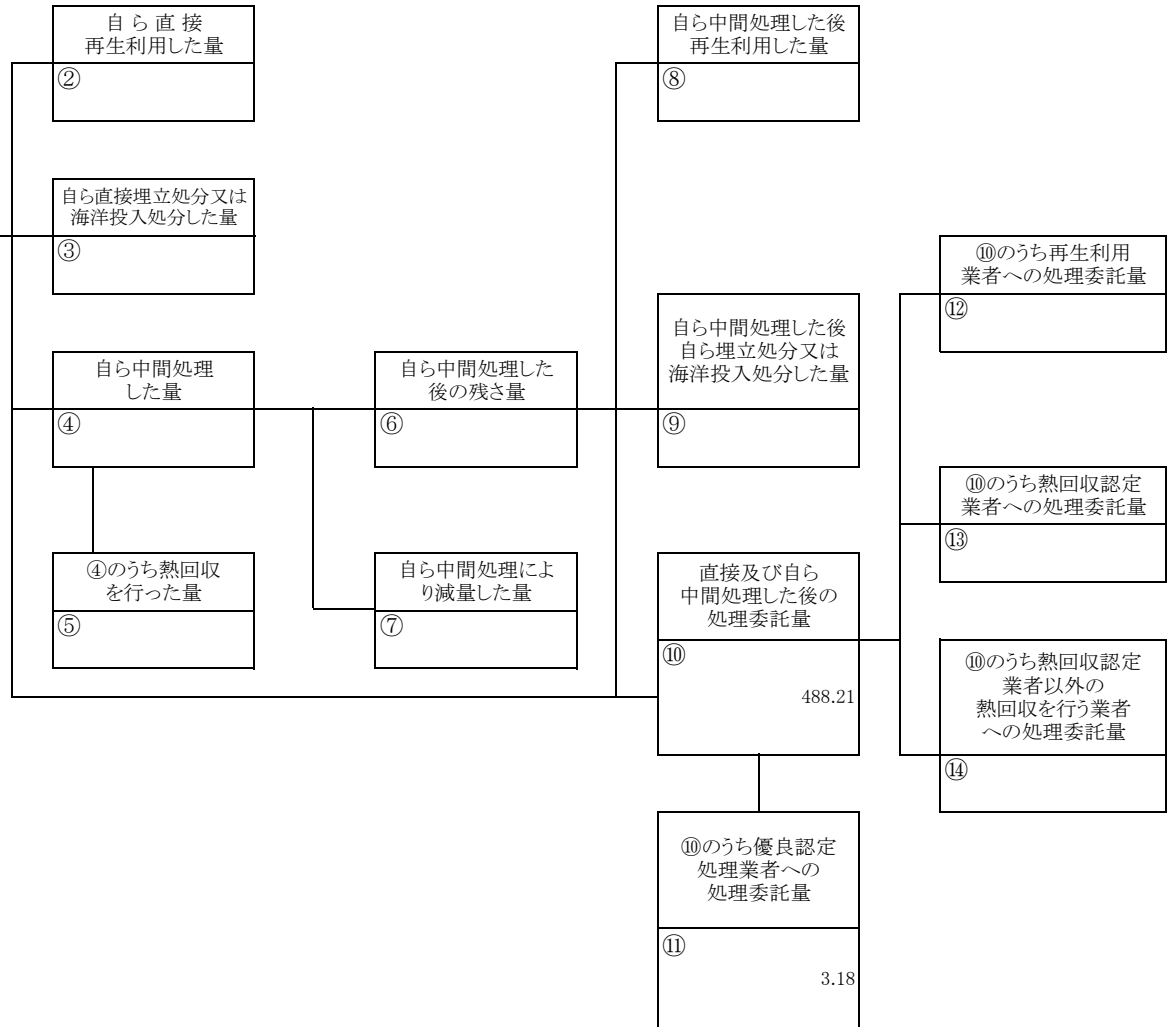 自 ら 直 接
再生利用した量
②
自ら直接埋立処分又は
海洋投入処分した量
③
自ら中間処理
した量
④
④のうち熱回収
を行った量
⑤
自ら中間処理した
後の残さ量
⑥
自ら中間処理によ
り減量した量
⑦
自ら中間処理した後
再生利用した量
⑧
自ら中間処理した後
自ら埋立処分又は
海洋投入処分した量
⑨
直接及び自ら
中間処理した後の
処理委託量
⑩
488.21
⑩のうち優良認定
処理業者への
処理委託量
⑪
3.18
⑩のうち再生利用
業者への処理委託量
⑫
⑩のうち熱回収認定
業者への処理委託量
⑬
⑩のうち熱回収認定
業者以外の
熱回収を行う業者
への処理委託量
⑭